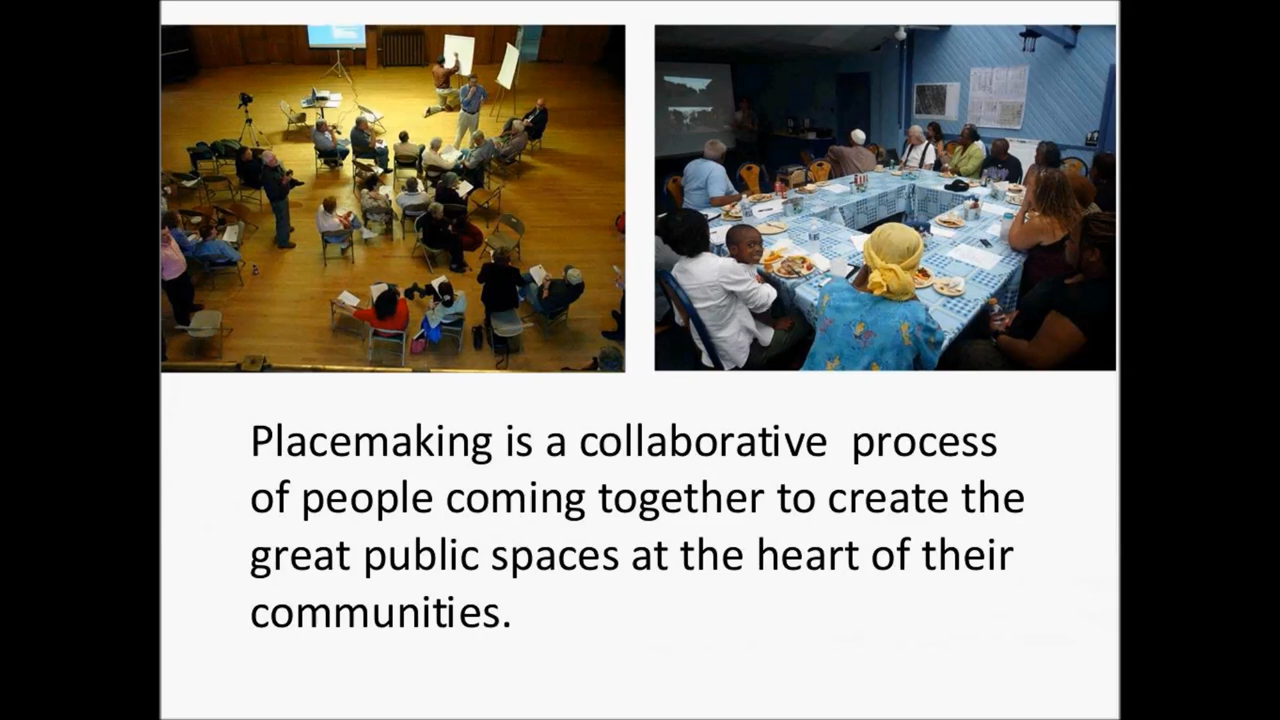 Placemaking is a collaborative  process
of people coming together to create the
great public spaces at the heart of their
communities.